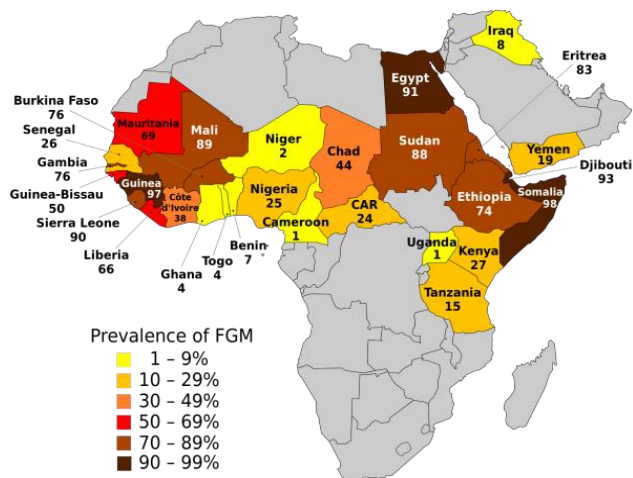 Iraq
8
Eritrea
83
Egypt
91
Burkina Faso
76
Mauritania
69
Mali
89
Niger
2
Chad
44
Sudan
88
Yemen
19
Senegal
26
Gambia
76
Djibouti
93
Guinea
97
Côte
d'Ivoire
38
Nigeria
25
CAR
24
Ethiopia
74
Somalia
98
Guinea-Bissau
50
Cameroon
1
Sierra Leone
90
Benin
7
Uganda
1
Kenya
27
Liberia
66
Togo
4
Ghana
4
Tanzania
15
Prevalence of FGM
1 – 9%
10 – 29%
30 – 49%
50 – 69%
70 – 89%
90 – 99%